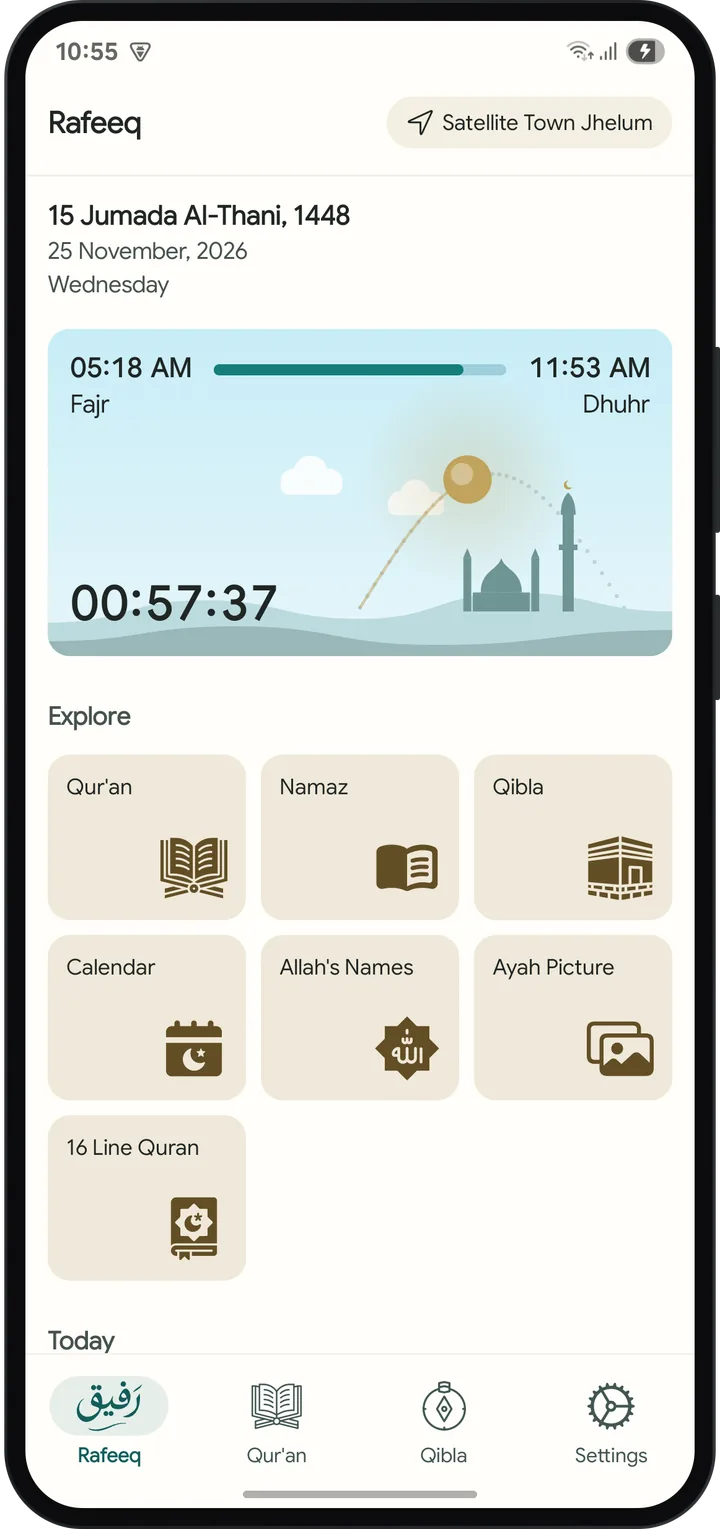 10:55
Rafeeq
Satellite Town Jhelum
15 Jumada Al-Thani, 1448
25 November, 2026
Wednesday
05:18 AM
11:53 AM
Fajr
Dhuhr
00:57:37
Explore
Qur'an
Namaz
Qibla
Calendar
Allah's Names
Ayah Picture
الله
16 Line Quran
Today
رَفيق
Rafeeq
Qur'an
Qibla
Settings